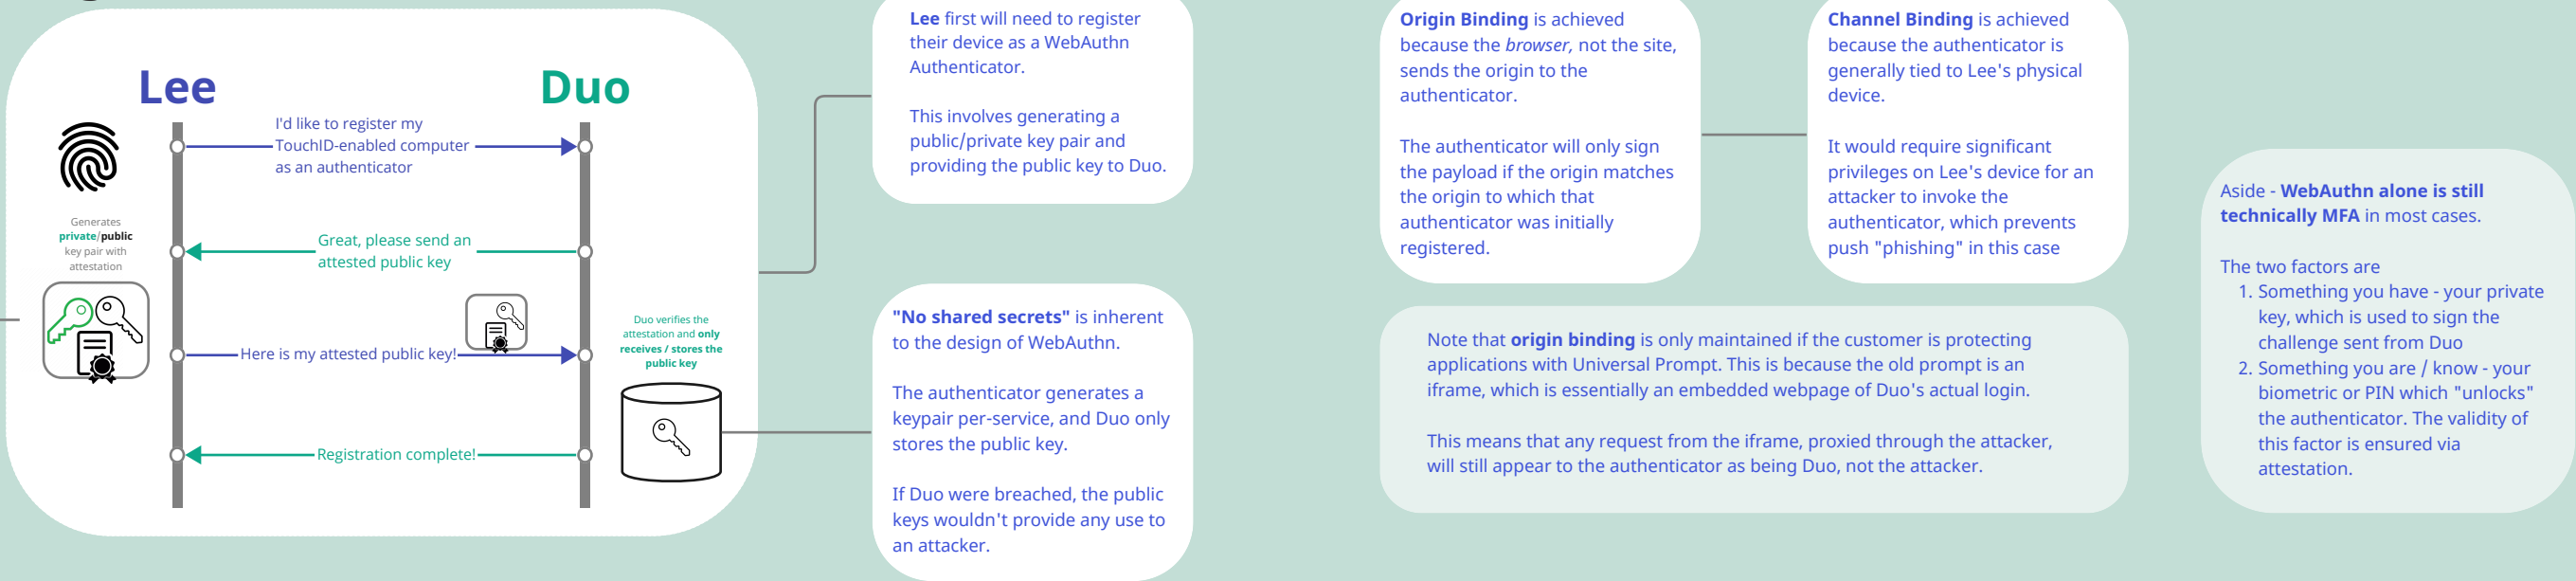 Lee
Duo
I'd like to register my
TouchID-enabled computer
as an authenticator
Generates
private/public
key pair with
attestation
Great, please send an
attested public key
Here is my attested public key!
Duo verifies the
attestation and only
receives / stores the
public key
Registration complete!
Lee first will need to register
their device as a WebAuthn
Authenticator.
This involves generating a
public/private key pair and
providing the public key to Duo.
"No shared secrets" is inherent
to the design of WebAuthn.
The authenticator generates a
keypair per-service, and Duo only
stores the public key.
If Duo were breached, the public
keys wouldn't provide any use to
an attacker.
Origin Binding is achieved
because the browser, not the site,
sends the origin to the
authenticator.
The authenticator will only sign
the payload if the origin matches
the origin to which that
authenticator was initially
registered.
Channel Binding is achieved
because the authenticator is
generally tied to Lee's physical
device.
It would require significant
privileges on Lee's device for an
attacker to invoke the
authenticator, which prevents
push "phishing" in this case
Note that origin binding is only maintained if the customer is protecting
applications with Universal Prompt. This is because the old prompt is an
iframe, which is essentially an embedded webpage of Duo's actual login.
This means that any request from the iframe, proxied through the attacker,
will still appear to the authenticator as being Duo, not the attacker.
Aside - WebAuthn alone is still
technically MFA in most cases.
The two factors are
1. Something you have - your private
key, which is used to sign the
challenge sent from Duo
2. Something you are / know - your
biometric or PIN which "unlocks"
the authenticator. The validity of
this factor is ensured via
attestation.